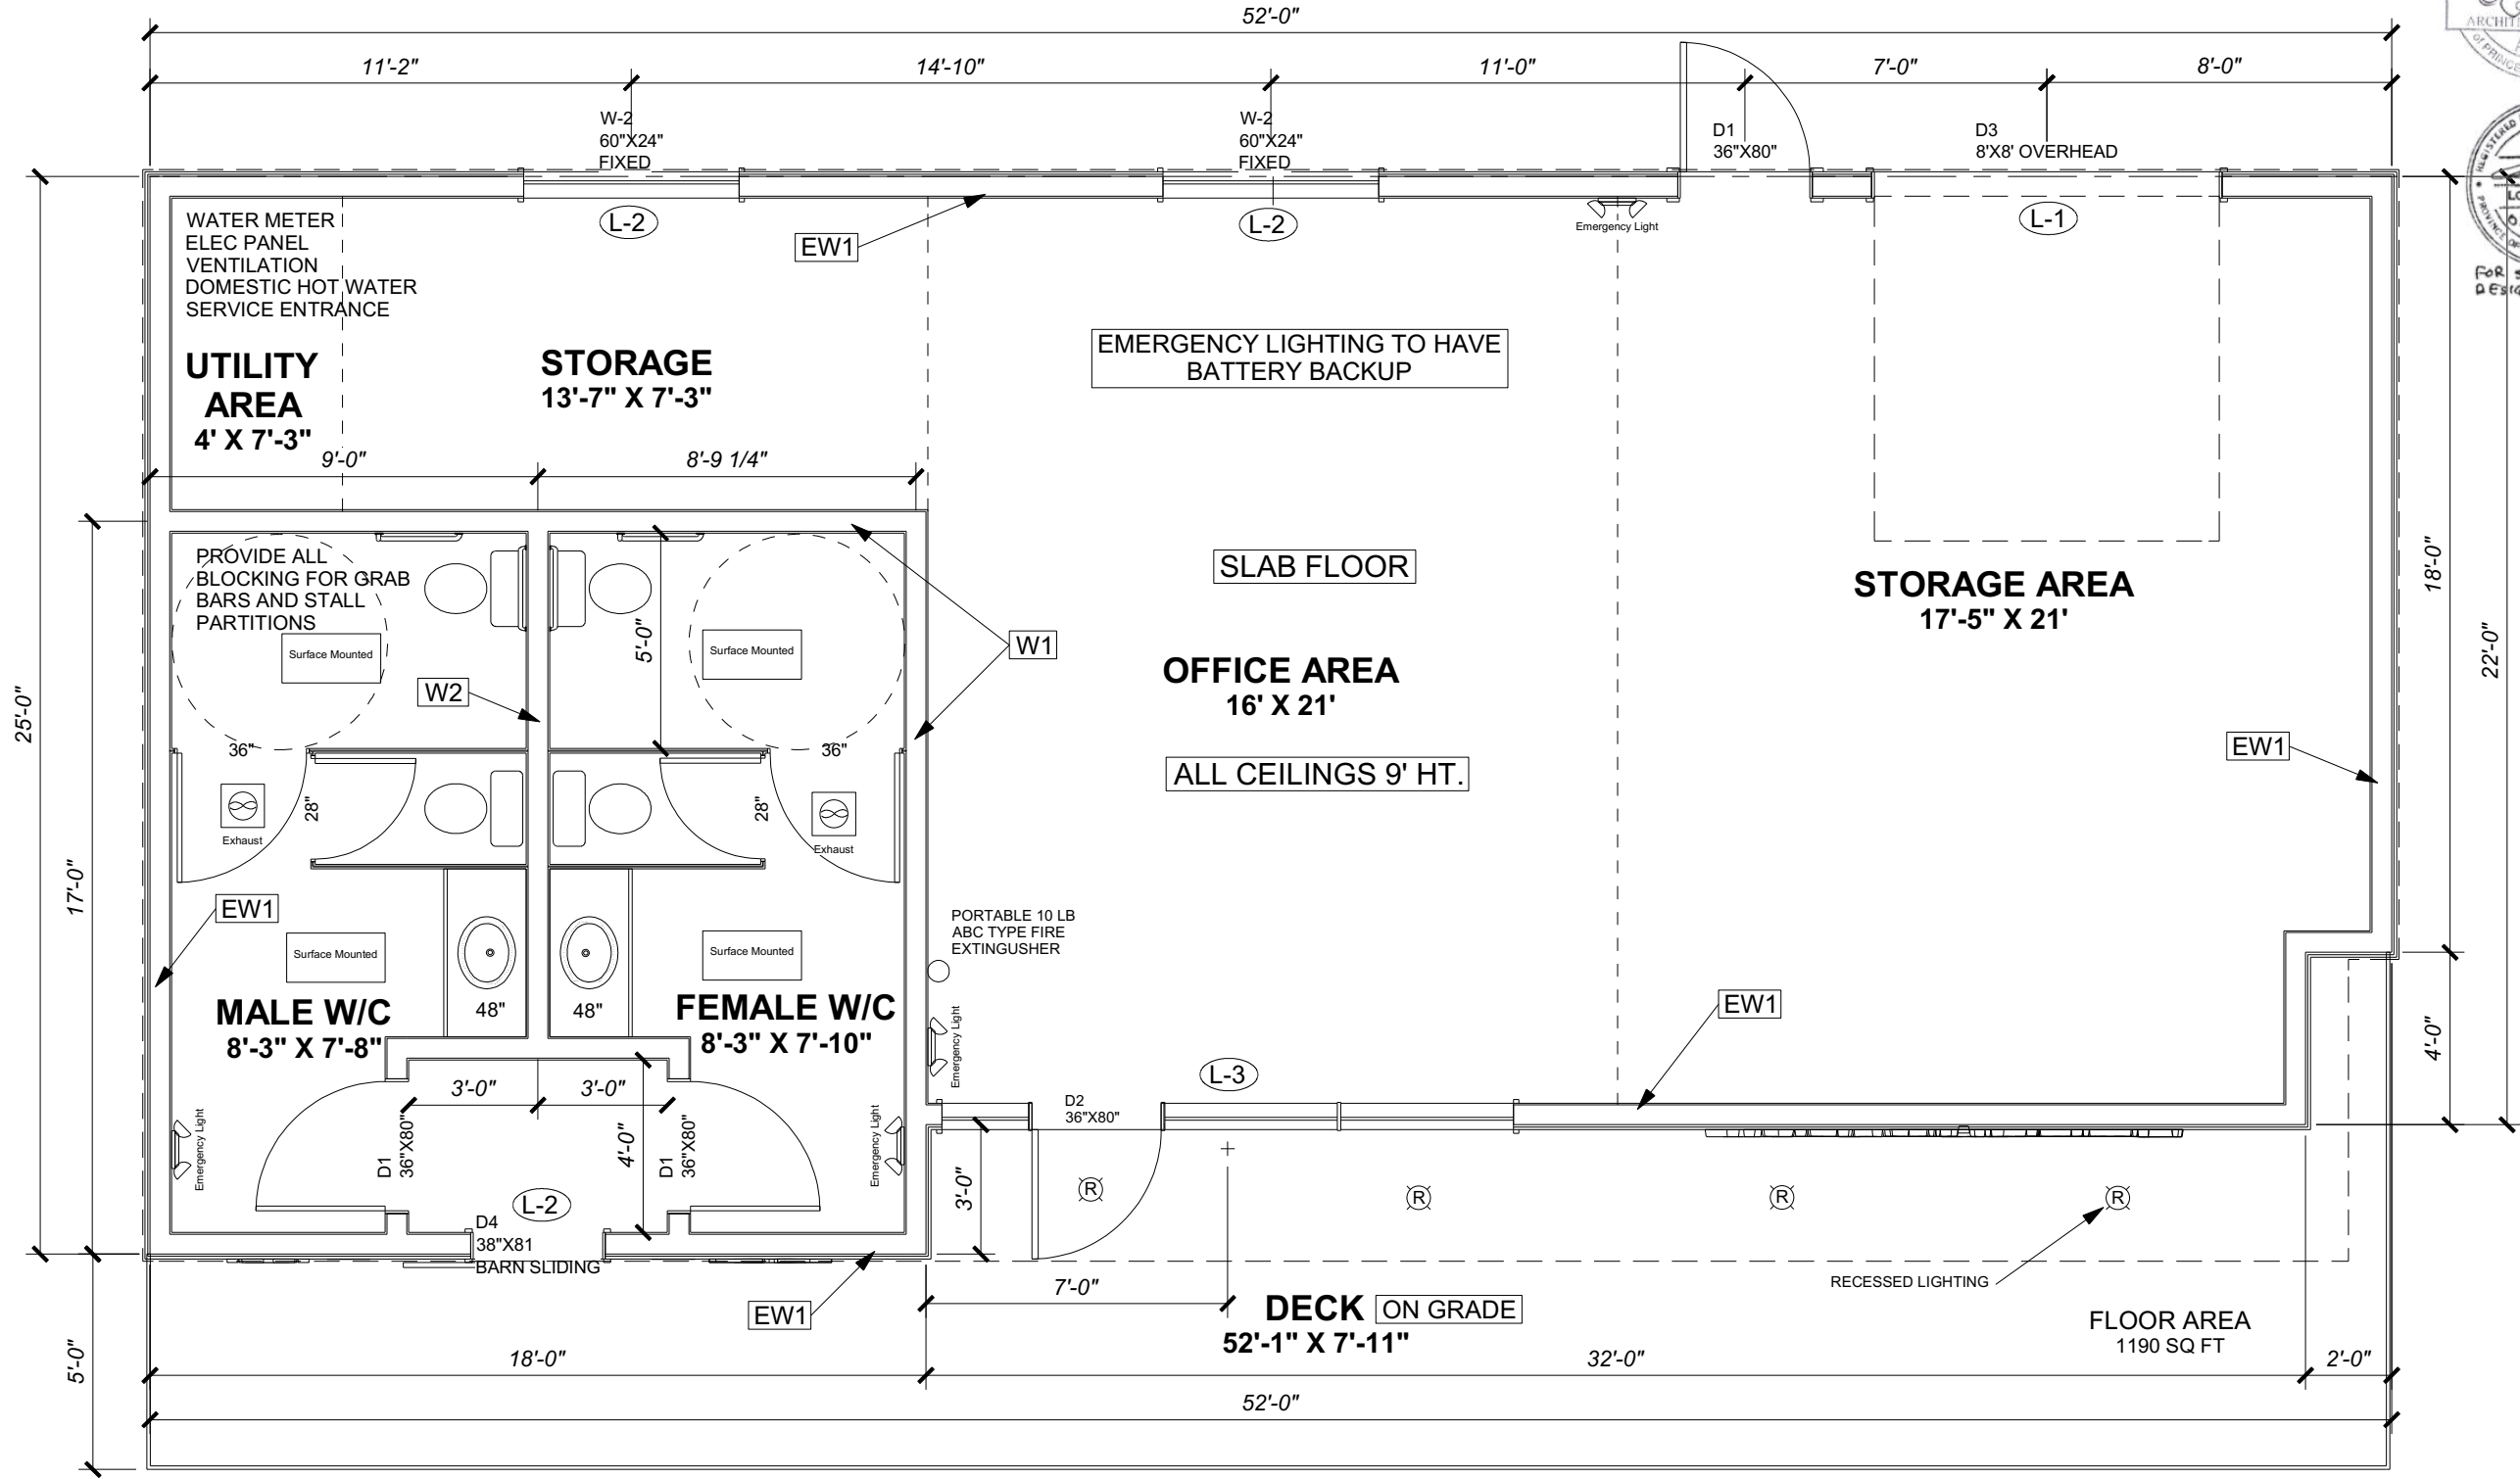 52'-0"
11'-2"
14'-10"
11'-0"
7'-0"
8'-0"
W-2
60"X24"
FIXED
W-2
60"X24"
FIXED
D1
36"X80"
D3
8'X8' OVERHEAD
L-2
L-2
L-1
EW1
Emergency Light
WATER METER
ELEC PANEL
VENTILATION
DOMESTIC HOT WATER
SERVICE ENTRANCE
FOR
UTILITY
AREA
4' X 7'-3"
STORAGE
13'-7" X 7'-3"
EMERGENCY LIGHTING TO HAVE
BATTERY BACKUP
9'-0"
8'-9 1/4"
PROVIDE ALL
BLOCKING FOR GRAB
BARS AND STALL
PARTITIONS
Surface Mounted
5'-0"
Surface Mounted
W1
W2
SLAB FLOOR
OFFICE AREA
16' X 21'
ALL CEILINGS 9' HT.
STORAGE AREA
17'-5" X 21'
18'-0"
22'-0"
25'-0"
17'-0"
EW1
36"
36"
28"
28"
Exhaust
Exhaust
EW1
PORTABLE 10 LB
ABC TYPE FIRE
EXTINGUSHER
Surface Mounted
Surface Mounted
48"
48"
MALE W/C
8'-3" X 7'-8"
FEMALE W/C
8'-3" X 7'-10"
Emergency Light
EW1
4'-0"
L-3
3'-0"
3'-0"
D2
36"X80"
Emergency Light
D1
36"X80"
4'-0"
D1
36"X80"
Emergency Light
3'-0"
L-2
R
R
R
R
D4
38"X81
BARN SLIDING
EW1
7'-0"
RECESSED LIGHTING
DECK
ON GRADE
52'-1" X 7'-11"
FLOOR AREA
1190 SQ FT
5'-0"
18'-0"
32'-0"
2'-0"
52'-0"